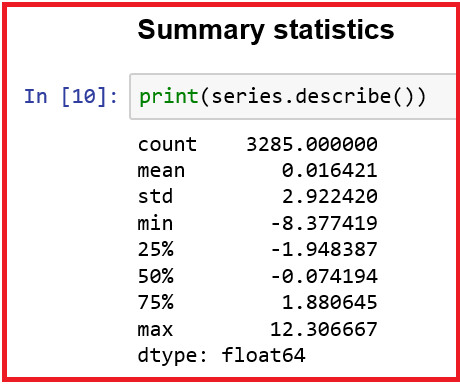 Summary statistics
In [10]: print(series.describe())
count    3285.000000
mean        0.016421
std         2.922420
min        -8.377419
25%        -1.948387
50%        -0.074194
75%         1.880645
max        12.306667
dtype: float64